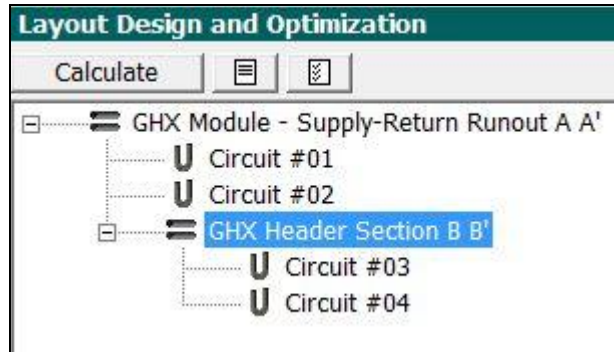 Layout Design and Optimization
Calculate
GHX Module - Supply-Return Runout A A'
Circuit #01
Circuit #02
GHX Header Section B B'
Circuit #03
Circuit #04